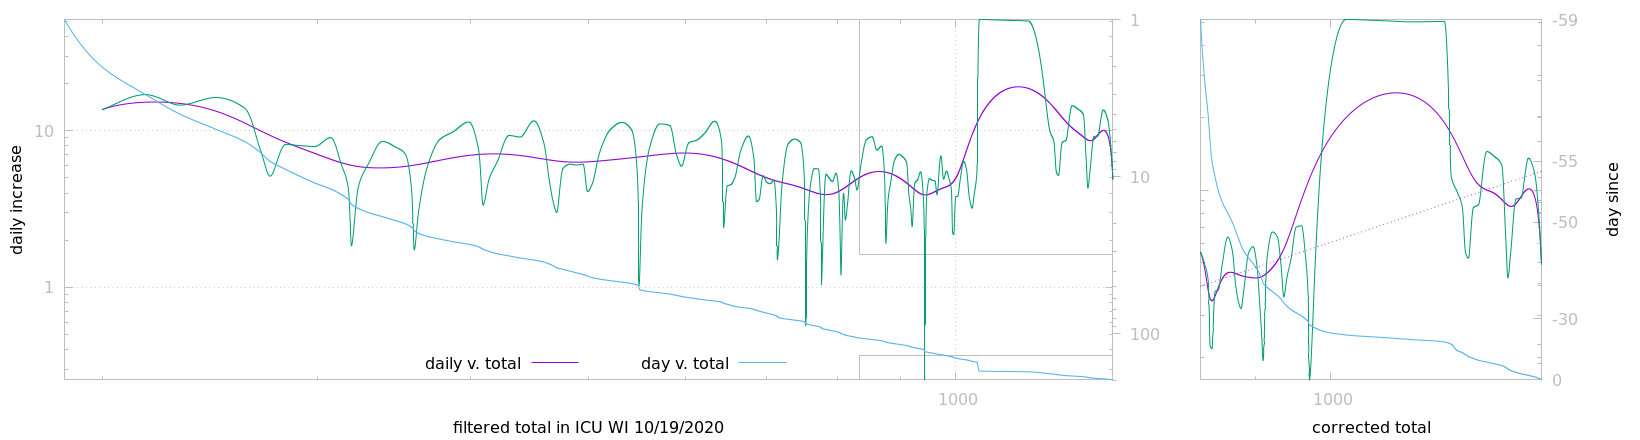 daily increase
10
1
daily v. total
day v. total
1
10
100
1000
filtered total in ICU WI 10/19/2020
-59
-55
-50
-30
0
day since
1000
corrected total